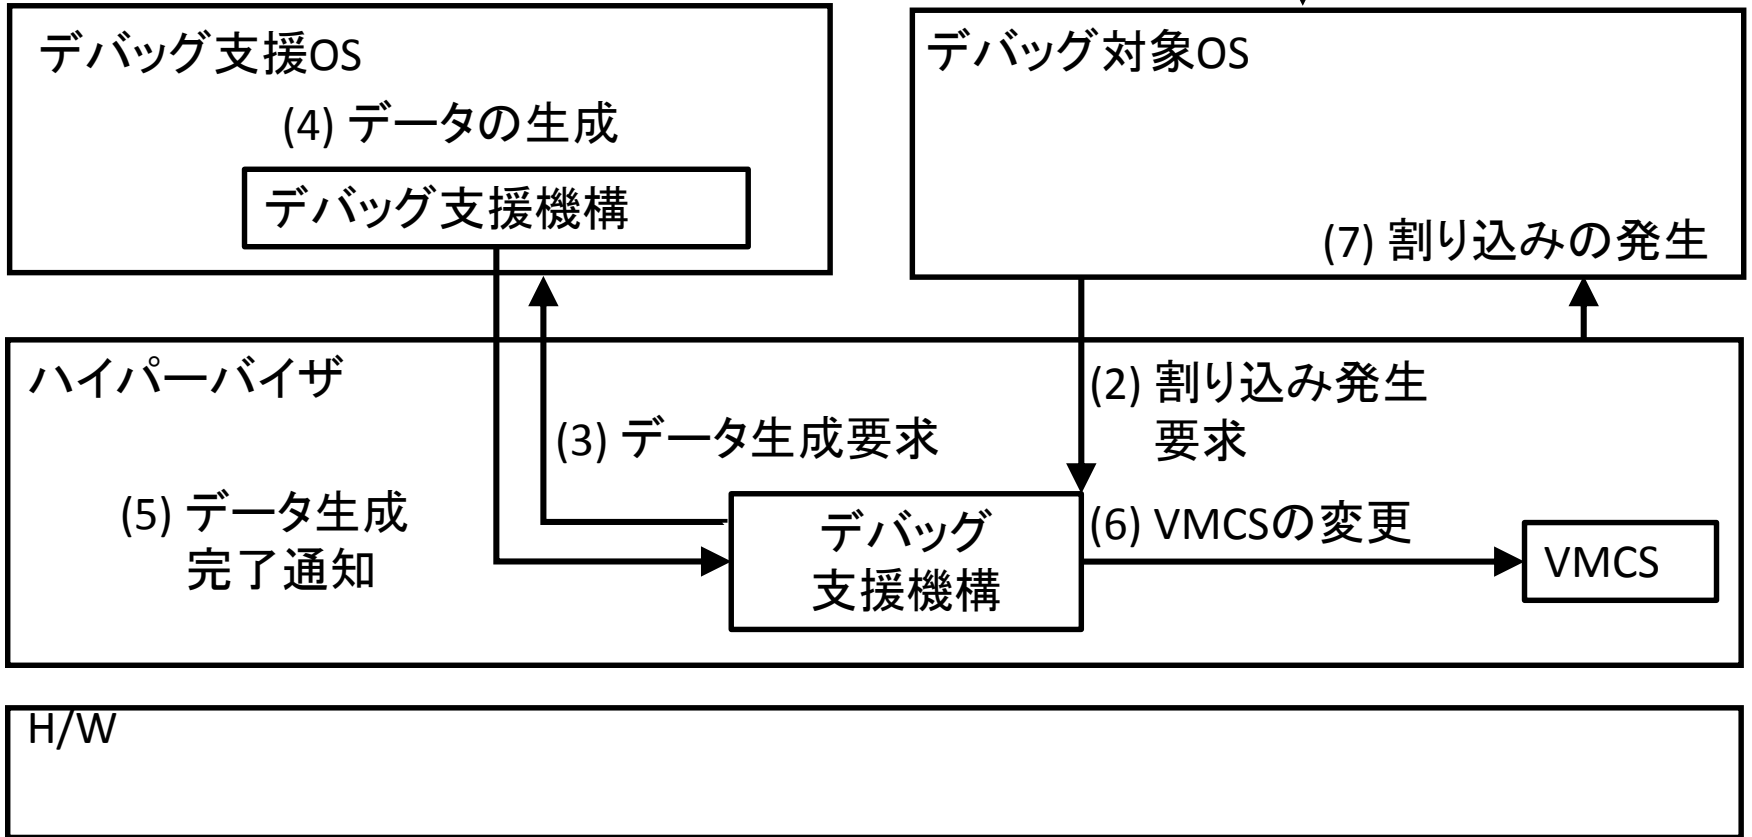 デバッグ支援OS
(4) データの生成
デバッグ支援機構
デバッグ対象OS
(7) 割り込みの発生
ハイパーバイザ
(2) 割り込み発生
要求
(3) データ生成要求
(5) データ生成
完了通知
デバッグ
支援機構
(6) VMCSの変更
VMCS
H/W